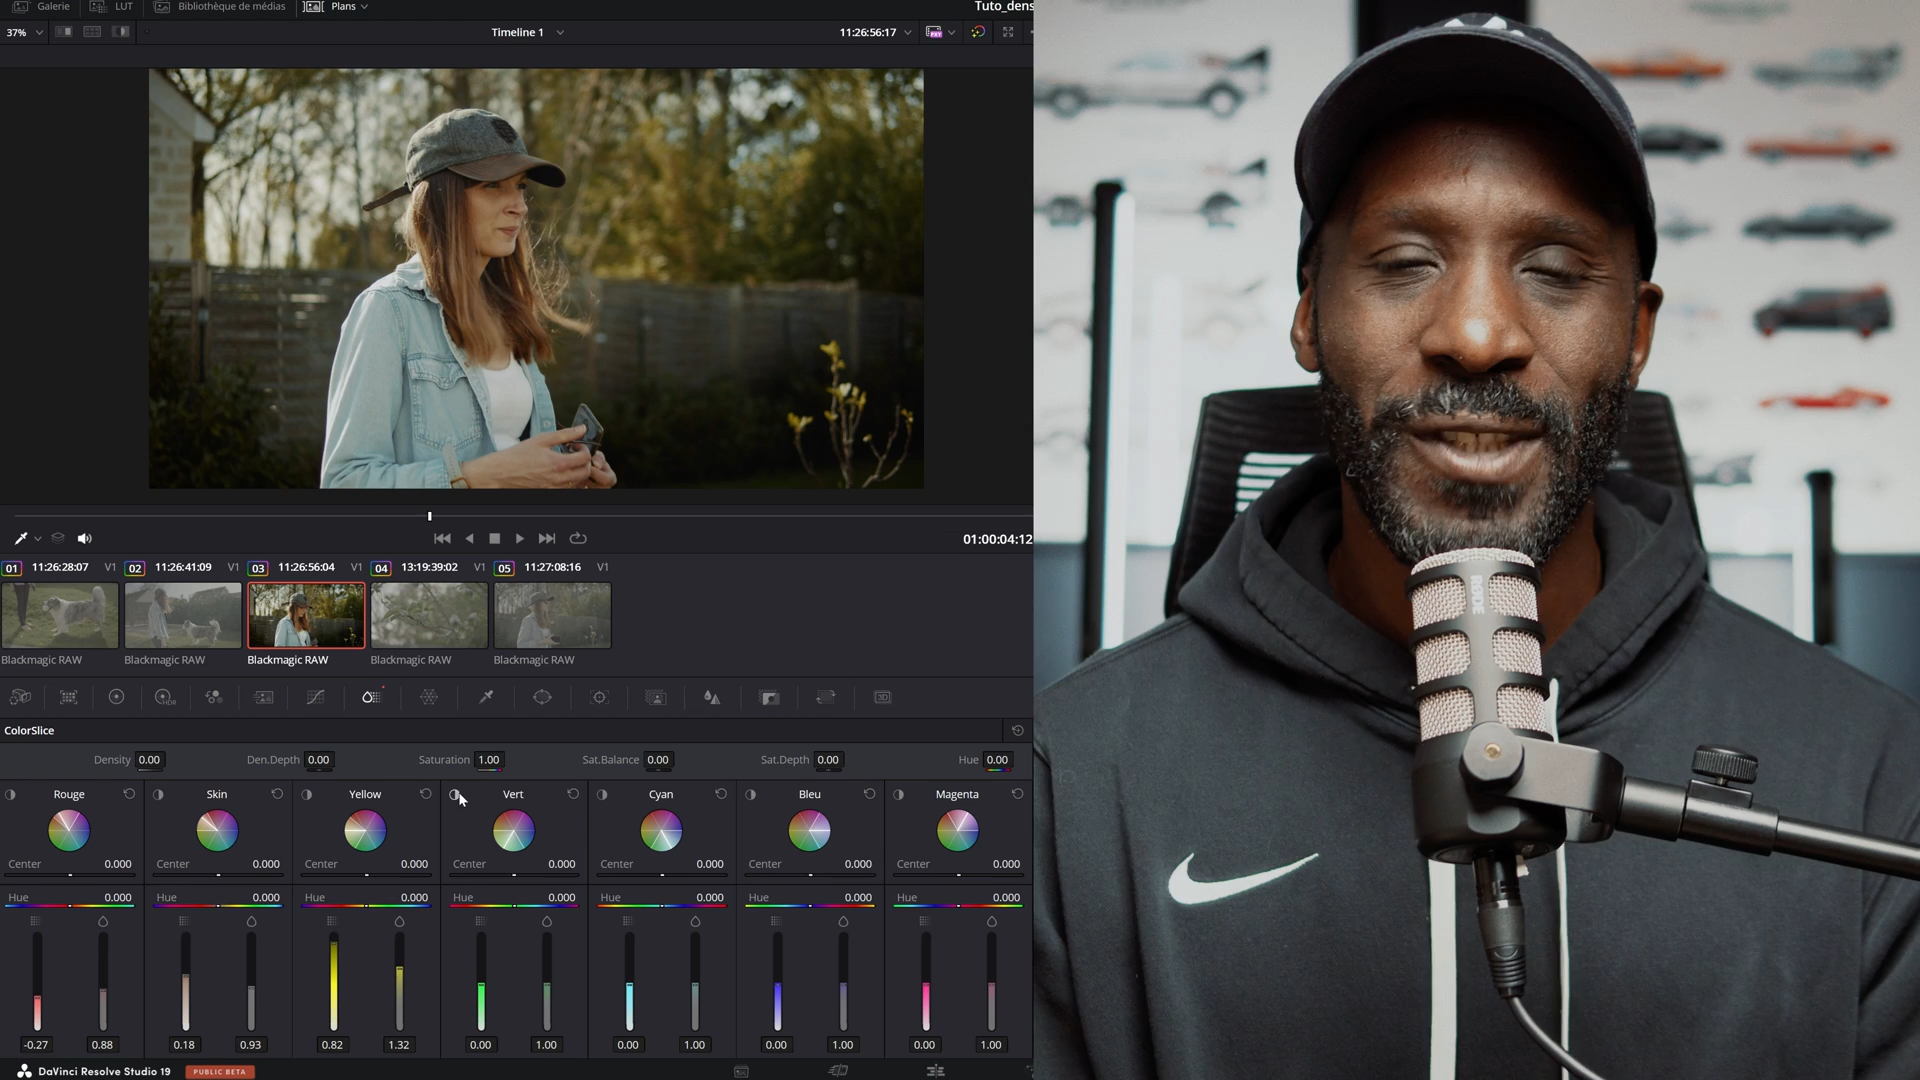 Galerie LUT Bibliothèque de médias Plans Tuto_dens
37% Timeline 1 11:26:56:17
01:00:04:12
01 11:26:28:07 V1 02 11:26:41:09 V1 03 11:26:56:04 V1 04 13:19:39:02 V1 05 11:27:08:16 V1
Blackmagic RAW Blackmagic RAW Blackmagic RAW Blackmagic RAW Blackmagic RAW
HDR 3D
ColorSlice
Density 0.00 Den.Depth 0.00 Saturation 1.00 Sat.Balance 0.00 Sat.Depth 0.00 Hue 0.00
Rouge Skin Yellow Vert Cyan Bleu Magenta
Center 0.000 Center 0.000 Center 0.000 Center 0.000 Center 0.000 Center 0.000 Center 0.000
Hue 0.000 Hue 0.000 Hue 0.000 Hue 0.000 Hue 0.000 Hue 0.000 Hue 0.000
-0.27 0.88 0.18 0.93 0.82 1.32 0.00 1.00 0.00 1.00 0.00 1.00 0.00 1.00
DaVinci Resolve Studio 19 PUBLIC BETA
RØDE